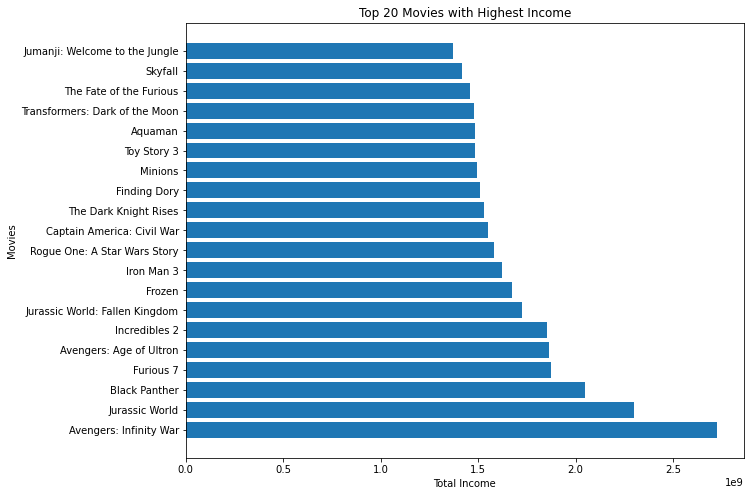 Top 20 Movies with Highest Income
Movies
Jumanji: Welcome to the Jungle
Skyfall
The Fate of the Furious
Transformers: Dark of the Moon
Aquaman
Toy Story 3
Minions
Finding Dory
The Dark Knight Rises
Captain America: Civil War
Rogue One: A Star Wars Story
Iron Man 3
Frozen
Jurassic World: Fallen Kingdom
Incredibles 2
Avengers: Age of Ultron
Furious 7
Black Panther
Jurassic World
Avengers: Infinity War
0.0 0.5 1.0 1.5 2.0 2.5
Total Income
1e9